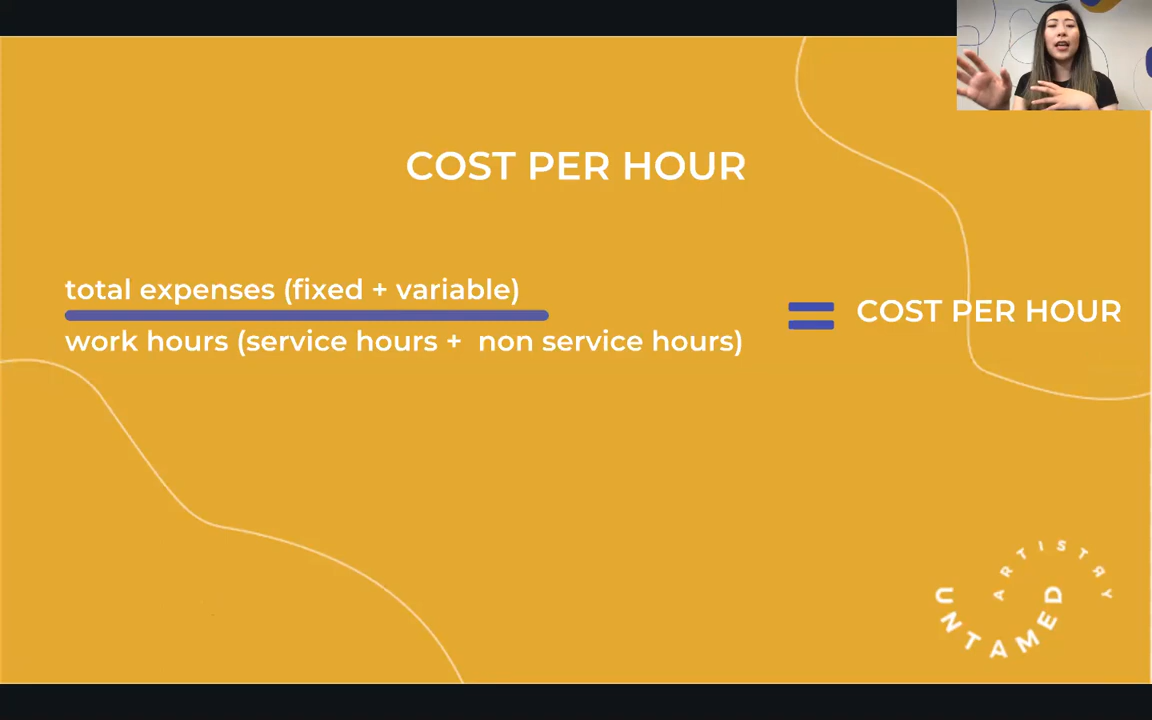 COST PER HOUR
total expenses (fixed + variable)
work hours (service hours + non service hours)
= COST PER HOUR
UNTAMED
ARTISTRY